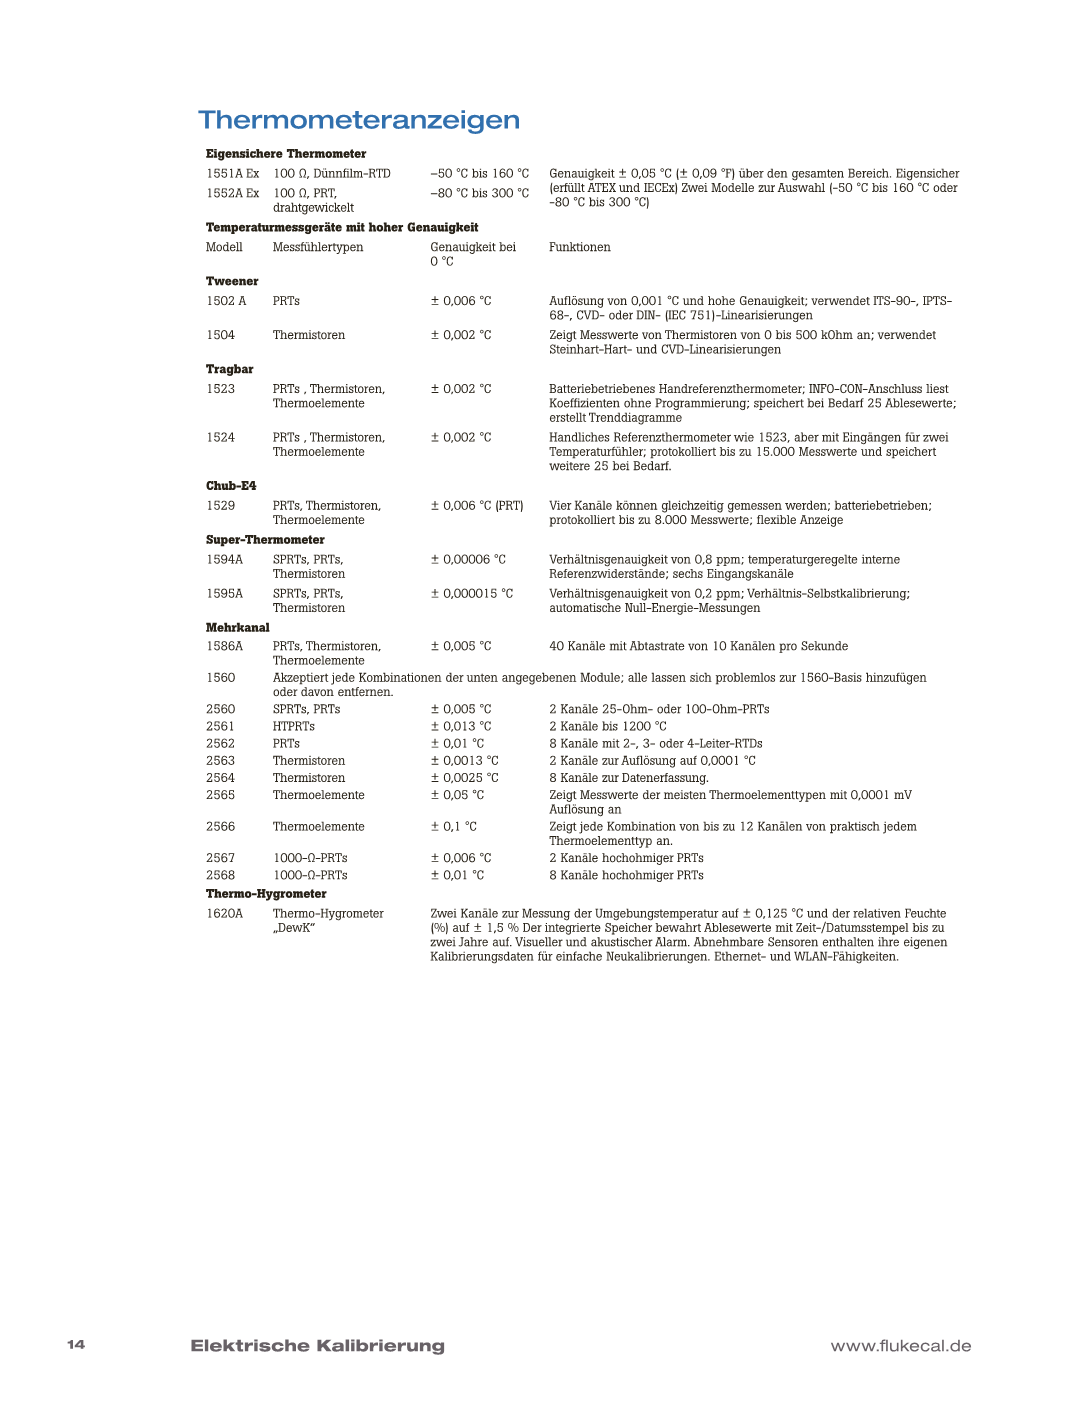 Thermometeranzeigen
Eigensichere Thermometer
1551A Ex 100 Ω, Dünnfilm-RTD –50 °C bis 160 °C Genauigkeit ± 0,05 °C (± 0,09 °F) über den gesamten Bereich. Eigensicher
(erfüllt ATEX und IECEx) Zwei Modelle zur Auswahl (-50 °C bis 160 °C oder
-80 °C bis 300 °C)
1552A Ex 100 Ω, PRT, –80 °C bis 300 °C
drahtgewickelt
Temperaturmessgeräte mit hoher Genauigkeit
Modell Messfühlertypen Genauigkeit bei Funktionen
0 °C
Tweener
1502 A PRTs ± 0,006 °C Auflösung von 0,001 °C und hohe Genauigkeit; verwendet ITS-90-, IPTS-
68-, CVD- oder DIN- (IEC 751)-Linearisierungen
1504 Thermistoren ± 0,002 °C Zeigt Messwerte von Thermistoren von 0 bis 500 kOhm an; verwendet
Steinhart-Hart- und CVD-Linearisierungen
Tragbar
1523 PRTs , Thermistoren, ± 0,002 °C Batteriebetriebenes Handreferenzthermometer; INFO-CON-Anschluss liest
Thermoelemente Koeffizienten ohne Programmierung; speichert bei Bedarf 25 Ablesewerte;
erstellt Trenddiagramme
1524 PRTs , Thermistoren, ± 0,002 °C Handliches Referenzthermometer wie 1523, aber mit Eingängen für zwei
Thermoelemente Temperaturfühler; protokolliert bis zu 15.000 Messwerte und speichert
weitere 25 bei Bedarf.
Chub-E4
1529 PRTs, Thermistoren, ± 0,006 °C (PRT) Vier Kanäle können gleichzeitig gemessen werden; batteriebetrieben;
Thermoelemente protokolliert bis zu 8.000 Messwerte; flexible Anzeige
Super-Thermometer
1594A SPRTs, PRTs, ± 0,00006 °C Verhältnisgenauigkeit von 0,8 ppm; temperaturgeregelte interne
Thermistoren Referenzwiderstände; sechs Eingangskanäle
1595A SPRTs, PRTs, ± 0,000015 °C Verhältnisgenauigkeit von 0,2 ppm; Verhältnis-Selbstkalibrierung;
Thermistoren automatische Null-Energie-Messungen
Mehrkanal
1586A PRTs, Thermistoren, ± 0,005 °C 40 Kanäle mit Abtastrate von 10 Kanälen pro Sekunde
Thermoelemente
1560 Akzeptiert jede Kombinationen der unten angegebenen Module; alle lassen sich problemlos zur 1560-Basis hinzufügen
oder davon entfernen.
2560 SPRTs, PRTs ± 0,005 °C 2 Kanäle 25-Ohm- oder 100-Ohm-PRTs
2561 HTPRTs ± 0,013 °C 2 Kanäle bis 1200 °C
2562 PRTs ± 0,01 °C 8 Kanäle mit 2-, 3- oder 4-Leiter-RTDs
2563 Thermistoren ± 0,0013 °C 2 Kanäle zur Auflösung auf 0,0001 °C
2564 Thermistoren ± 0,0025 °C 8 Kanäle zur Datenerfassung.
2565 Thermoelemente ± 0,05 °C Zeigt Messwerte der meisten Thermoelementtypen mit 0,0001 mV
Auflösung an
2566 Thermoelemente ± 0,1 °C Zeigt jede Kombination von bis zu 12 Kanälen von praktisch jedem
Thermoelementtyp an.
2567 1000-Ω-PRTs ± 0,006 °C 2 Kanäle hochohmiger PRTs
2568 1000-Ω-PRTs ± 0,01 °C 8 Kanäle hochohmiger PRTs
Thermo-Hygrometer
1620A Thermo-Hygrometer Zwei Kanäle zur Messung der Umgebungstemperatur auf ± 0,125 °C und der relativen Feuchte
„DewK“ (%) auf ± 1,5 % Der integrierte Speicher bewahrt Ablesewerte mit Zeit-/Datumsstempel bis zu
zwei Jahre auf. Visueller und akustischer Alarm. Abnehmbare Sensoren enthalten ihre eigenen
Kalibrierungsdaten für einfache Neukalibrierungen. Ethernet- und WLAN-Fähigkeiten.
14 Elektrische Kalibrierung www.flukecal.de